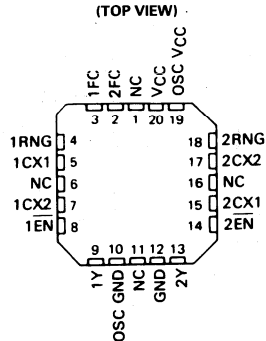 (TOP VIEW)
1FC
2FC
NC
VCC
OSC VCC
3 2 1 20 19
1RNG 4
1CX1 5
NC 6
1CX2 7
1EN 8
18 2RNG
17 2CX2
16 NC
15 2CX1
14 2EN
9 10 11 12 13
1Y
OSC GND
NC
GND
2Y